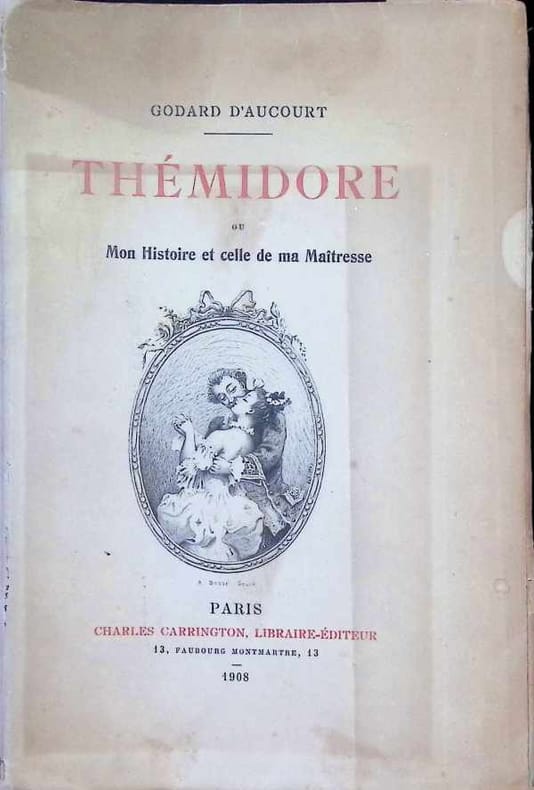 GODARD D'AUCOURT
THÉMIDORE
OU
Mon Histoire et celle de ma Maîtresse
PARIS
CHARLES CARRINGTON, LIBRAIRE-ÉDITEUR
13, FAUBOURG MONTMARTRE, 13
1908